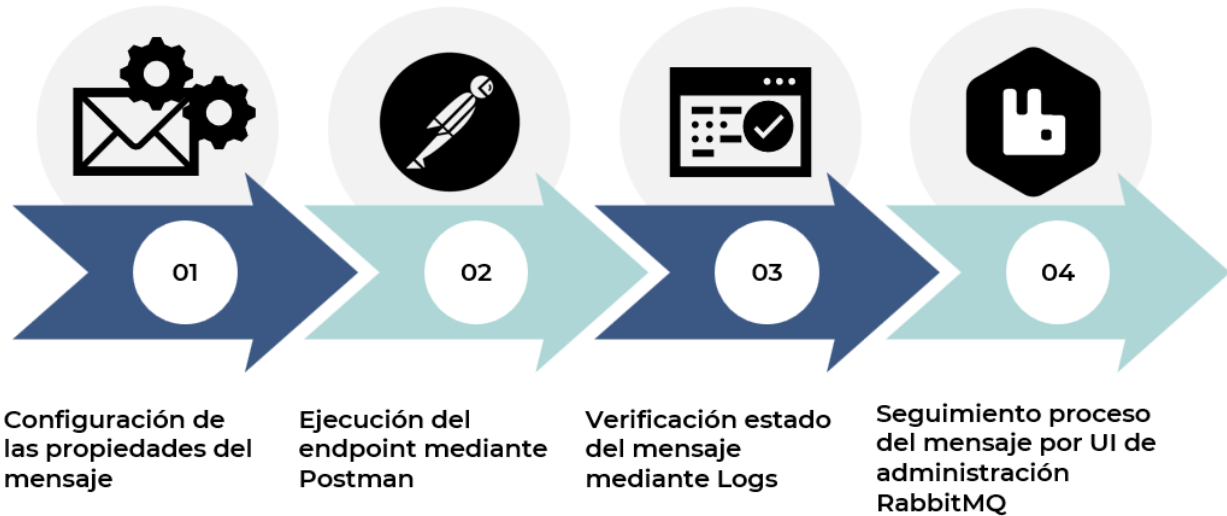 01
02
03
04
Configuración de
las propiedades del
mensaje
Ejecución del
endpoint mediante
Postman
Verificación estado
del mensaje
mediante Logs
Seguimiento proceso
del mensaje por UI de
administración
RabbitMQ